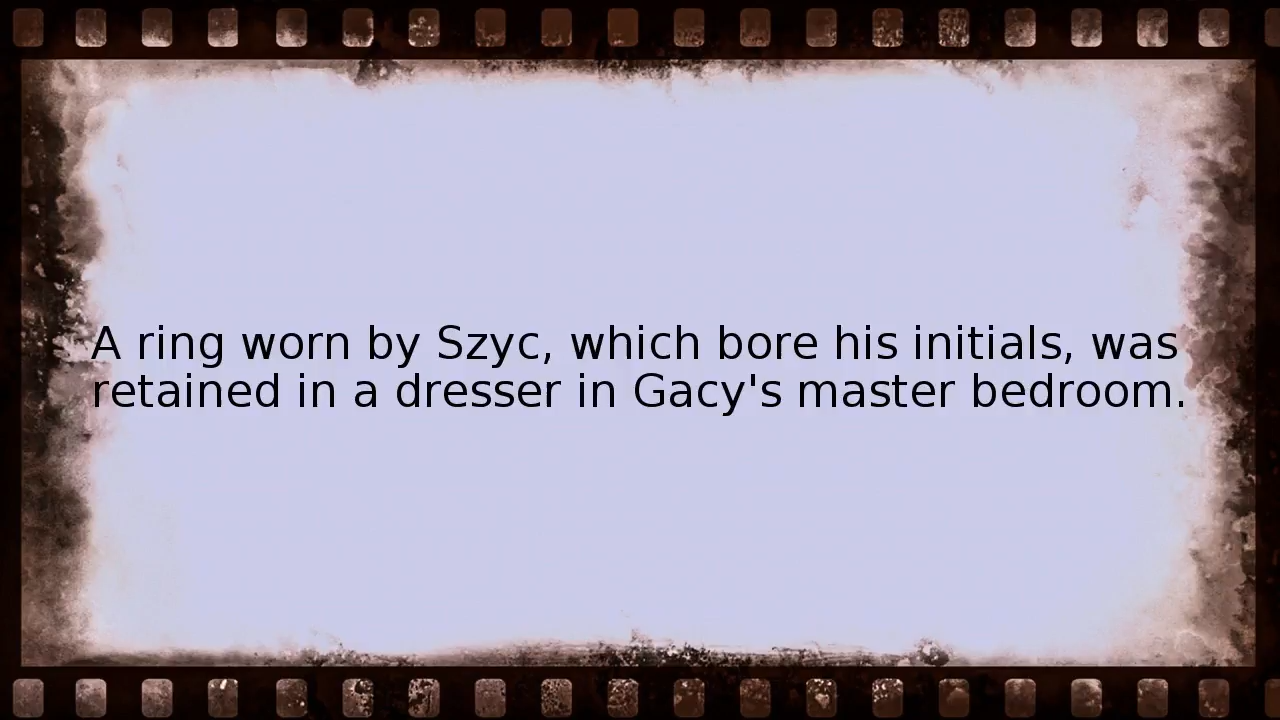 A ring worn by Szyc, which bore his initials, was
retained in a dresser in Gacy's master bedroom.